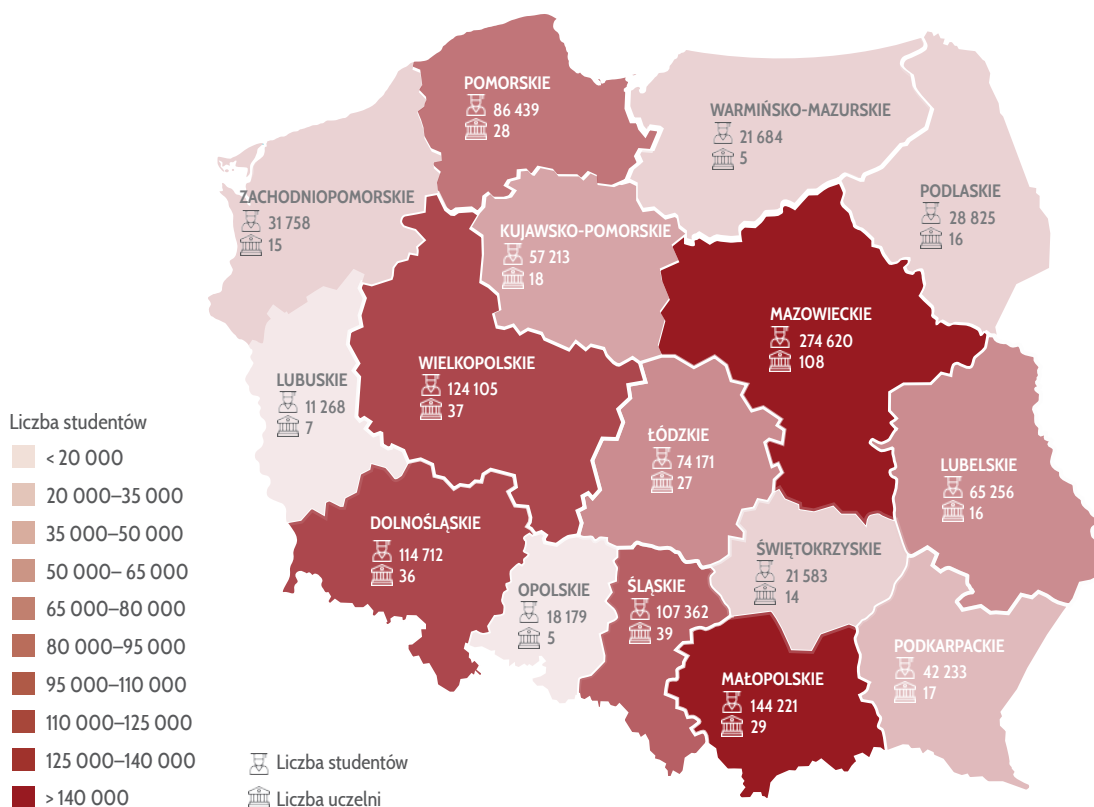 POMORSKIE
86 439
28
WARMIŃSKO-MAZURSKIE
21 684
5
ZACHODNIOPOMORSKIE
31 758
15
PODLASKIE
28 825
16
KUJAWSKO-POMORSKIE
57 213
18
MAZOWIECKIE
274 620
108
WIELKOPOLSKIE
124 105
37
LUBUSKIE
11 268
7
ŁÓDZKIE
74 171
27
LUBELSKIE
65 256
16
DOLNOŚLĄSKIE
114 712
36
ŚWIĘTOKRZYSKIE
21 583
14
OPOLSKIE
18 179
5
ŚLĄSKIE
107 362
39
PODKARPACKIE
42 233
17
MAŁOPOLSKIE
144 221
29
Liczba studentów
< 20 000
20 000–35 000
35 000–50 000
50 000– 65 000
65 000–80 000
80 000–95 000
95 000–110 000
110 000–125 000
125 000–140 000
> 140 000
Liczba studentów
Liczba uczelni